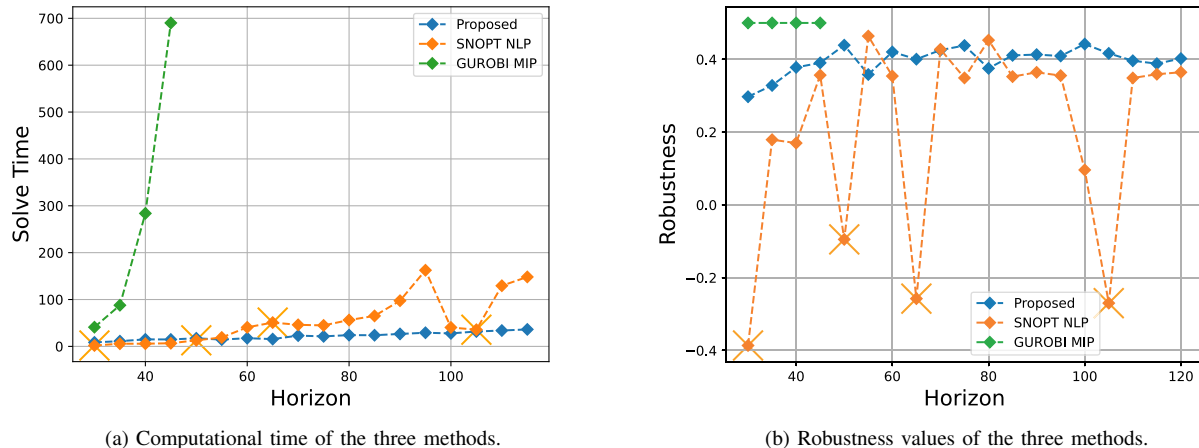 700
600
500
400
300
200
100
0
Solve Time
40
60
80
100
Horizon
Proposed
SNOPT NLP
GUROBI MIP
(a) Computational time of the three methods.
0.4
0.2
0.0
−0.2
−0.4
Robustness
40
60
80
100
120
Horizon
Proposed
SNOPT NLP
GUROBI MIP
(b) Robustness values of the three methods.